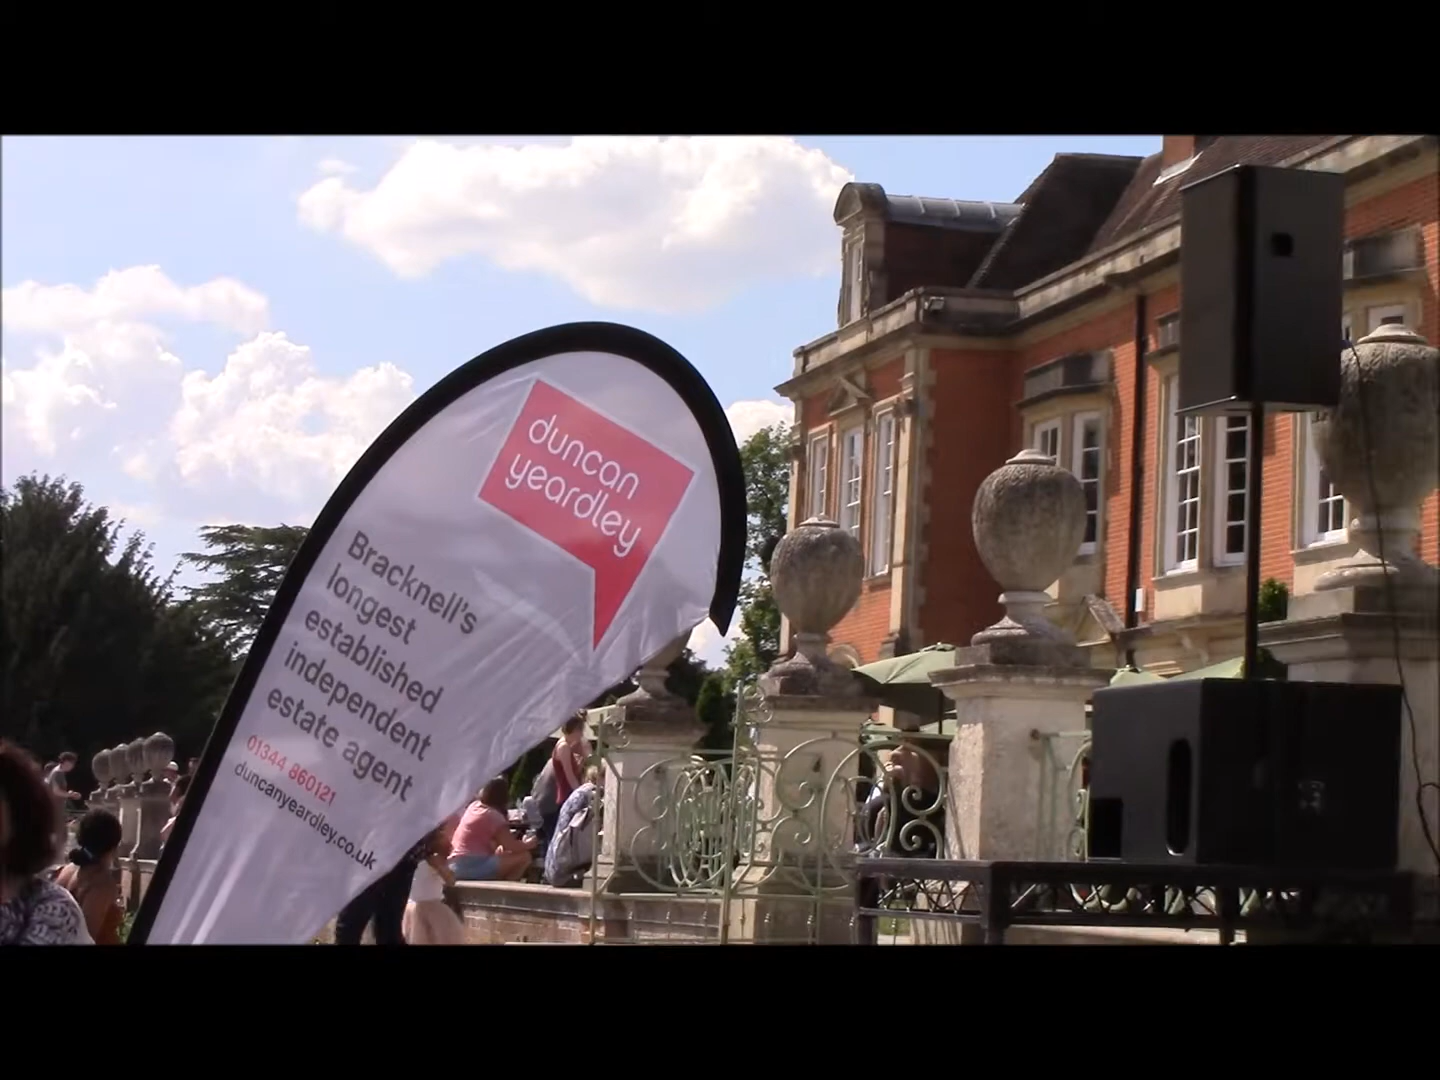 duncan
yeardley
Bracknell's
longest
established
independent
estate agent
01344 860121
duncanyeardley.co.uk